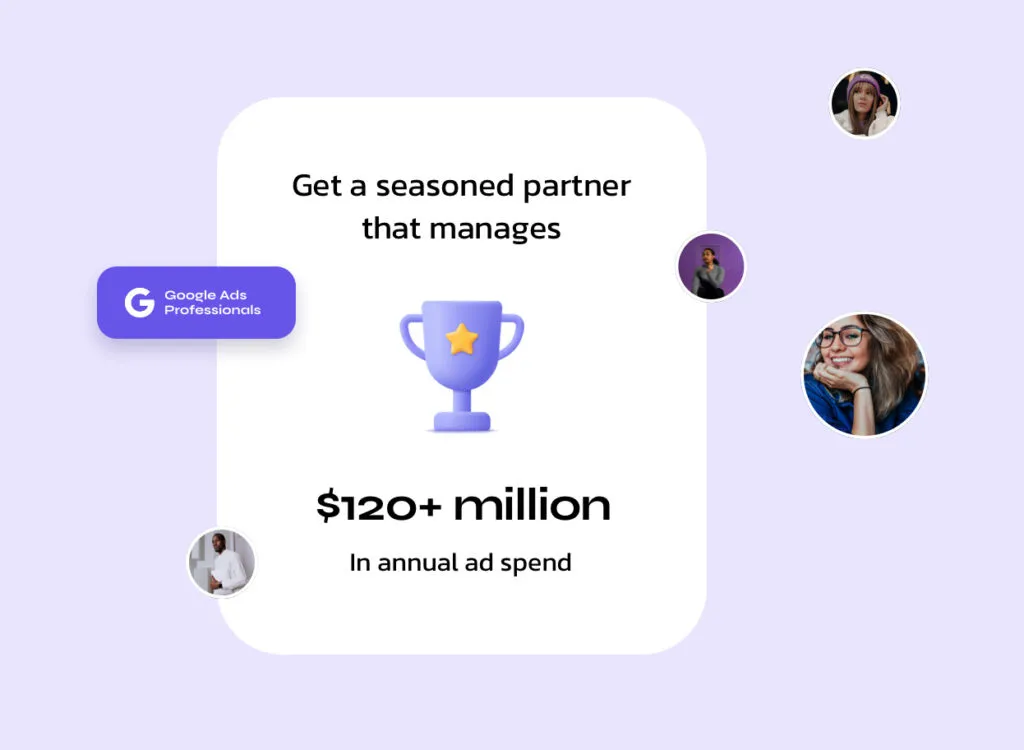 Get a seasoned partner
that manages
Google Ads
Professionals
$120+ million
In annual ad spend